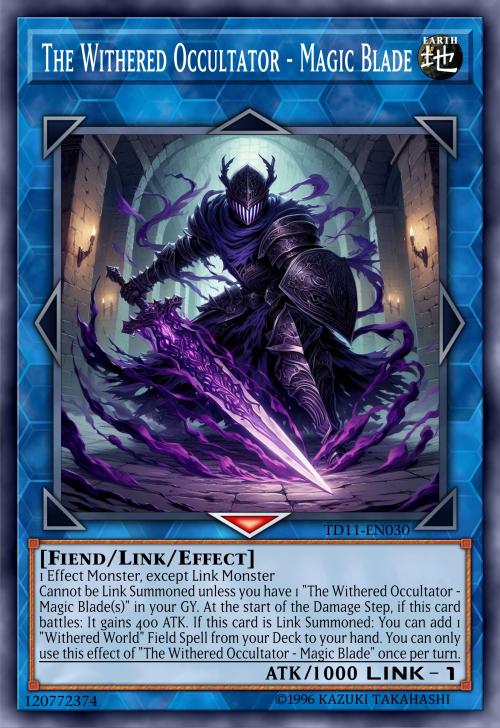 The Withered Occultator - Magic Blade
EARTH
地
TD11-EN030
[Fiend/Link/Effect]
1 Effect Monster, except Link Monster
Cannot be Link Summoned unless you have 1 "The Withered Occultator -
Magic Blade(s)" in your GY. At the start of the Damage Step, if this card
battles: It gains 400 ATK. If this card is Link Summoned: You can add 1
"Withered World" Field Spell from your Deck to your hand. You can only
use this effect of "The Withered Occultator - Magic Blade" once per turn.
ATK/1000 LINK - 1
120772374
©1996 KAZUKI TAKAHASHI